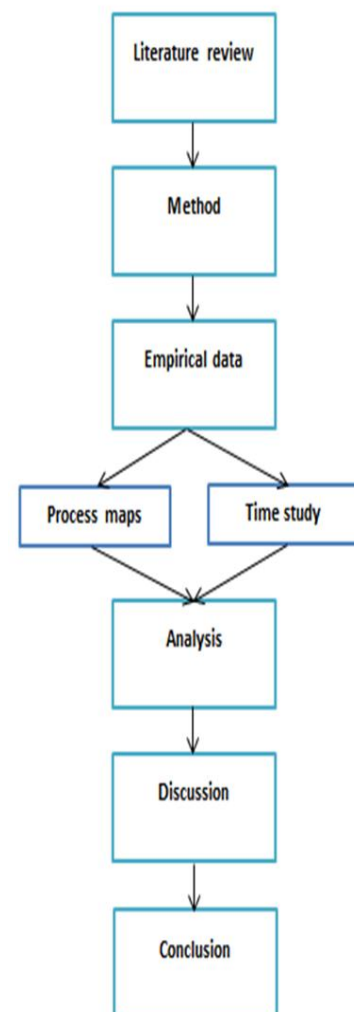 Literature review
Method
Empirical data
Process maps
Time study
Analysis
Discussion
Conclusion